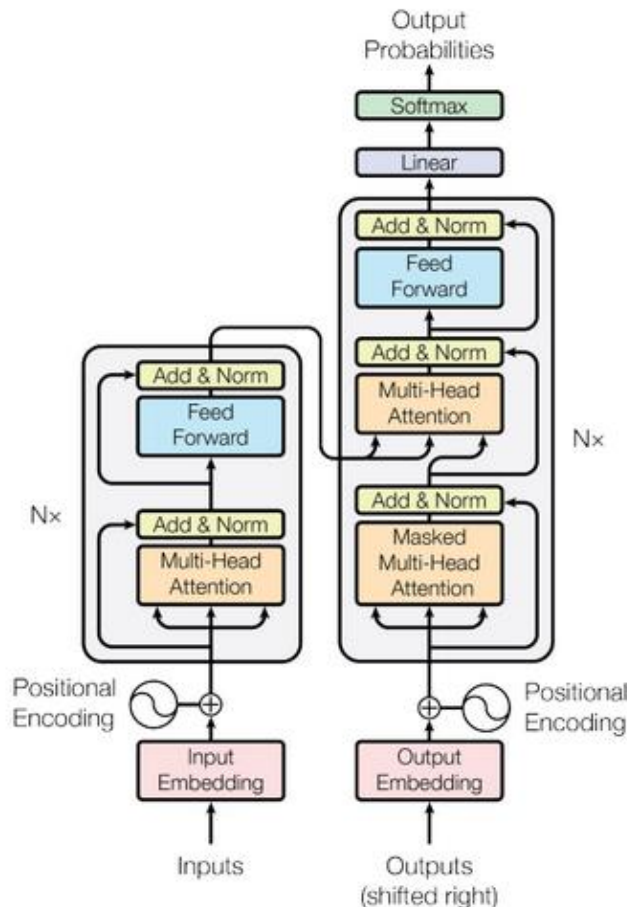 Output
Probabilities
Softmax
Linear
Add & Norm
Feed
Forward
Add & Norm
Multi-Head
Attention
Add & Norm
Masked
Multi-Head
Attention
N×
Add & Norm
Feed
Forward
Add & Norm
Multi-Head
Attention
N×
Positional
Encoding
Positional
Encoding
Input
Embedding
Output
Embedding
Inputs
Outputs
(shifted right)